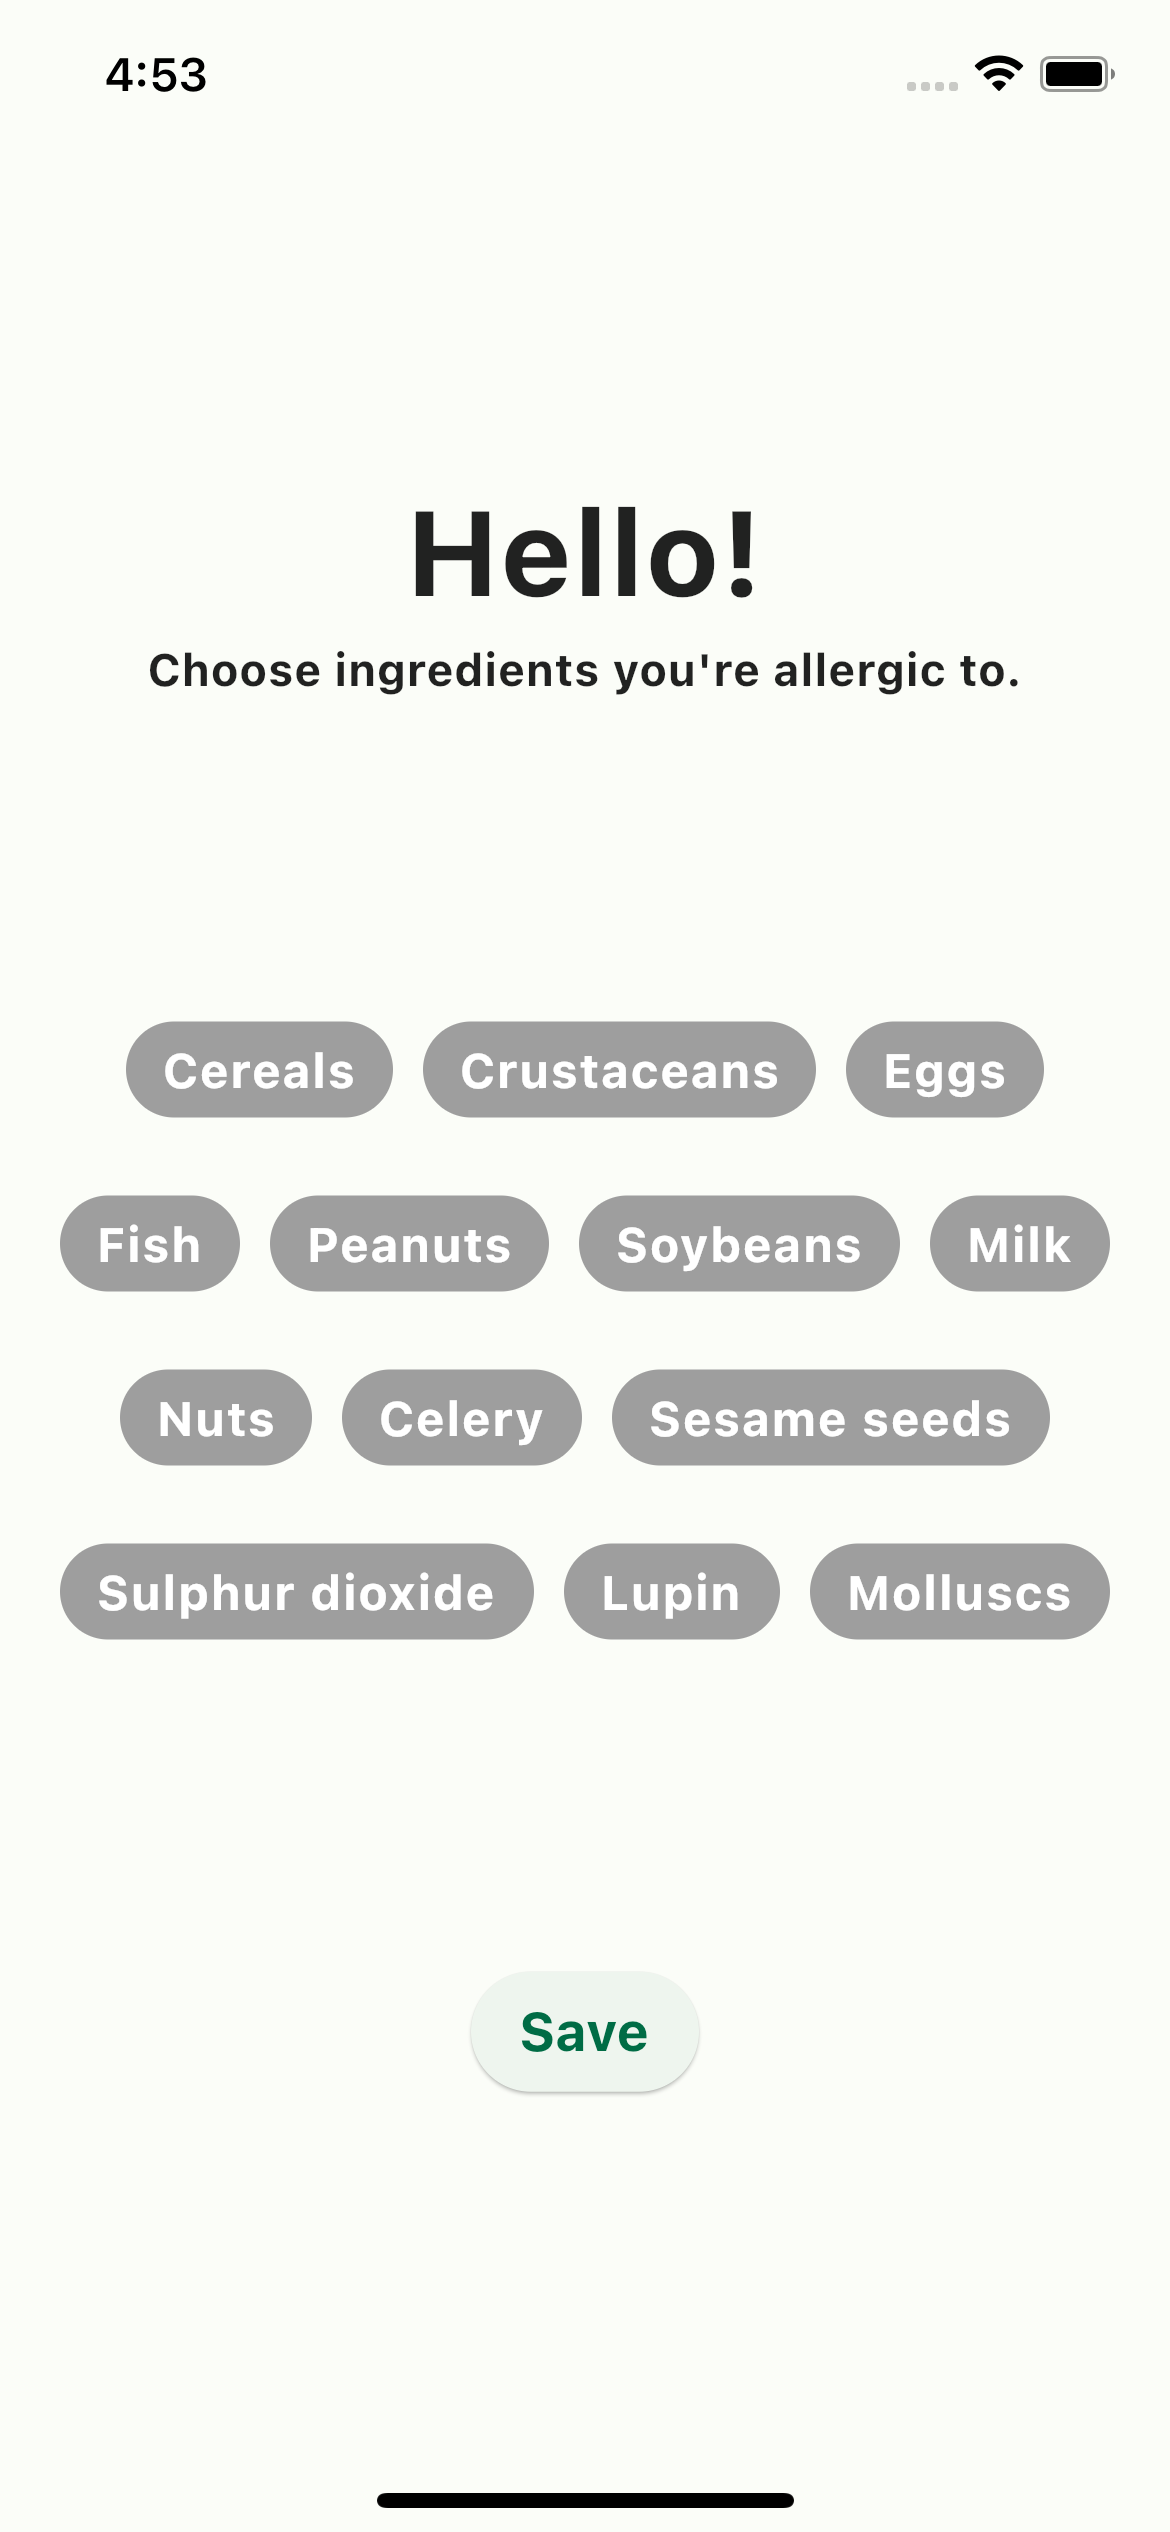 4:53
Hello!
Choose ingredients you're allergic to.
Cereals Crustaceans Eggs
Fish Peanuts Soybeans Milk
Nuts Celery Sesame seeds
Sulphur dioxide Lupin Molluscs
Save